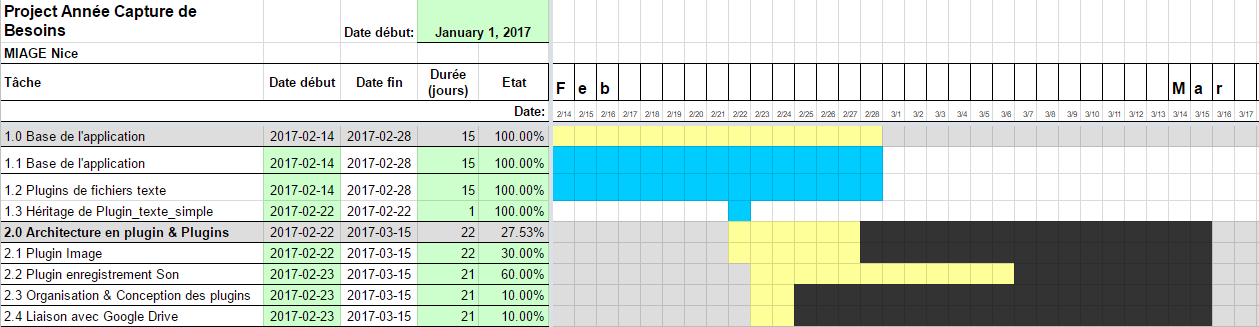 Project Année Capture de
Besoins
Date début: January 1, 2017
MIAGE Nice
Tâche Date début Date fin Durée (jours) Etat F e b M a r
Date: 2/14 2/15 2/16 2/17 2/18 2/19 2/20 2/21 2/22 2/23 2/24 2/25 2/26 2/27 2/28 3/1 3/2 3/3 3/4 3/5 3/6 3/7 3/8 3/9 3/10 3/11 3/12 3/13 3/14 3/15 3/16 3/17
1.0 Base de l'application 2017-02-14 2017-02-28 15 100.00%
1.1 Base de l'application 2017-02-14 2017-02-28 15 100.00%
1.2 Plugins de fichiers texte 2017-02-14 2017-02-28 15 100.00%
1.3 Héritage de Plugin_texte_simple 2017-02-22 2017-02-22 1 100.00%
2.0 Architecture en plugin & Plugins 2017-02-22 2017-03-15 22 27.53%
2.1 Plugin Image 2017-02-22 2017-03-15 22 30.00%
2.2 Plugin enregistrement Son 2017-02-23 2017-03-15 21 60.00%
2.3 Organisation & Conception des plugins 2017-02-23 2017-03-15 21 10.00%
2.4 Liaison avec Google Drive 2017-02-23 2017-03-15 21 10.00%